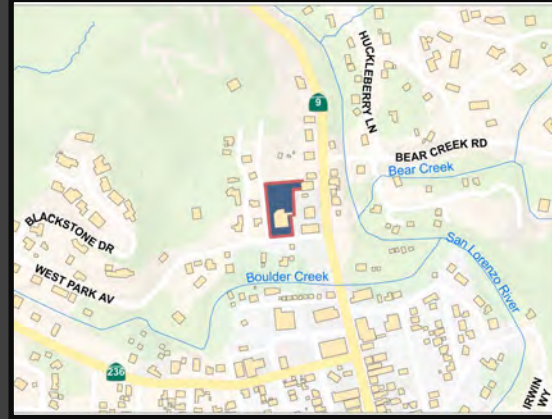 HUCKLEBERRY LN
9
BEAR CREEK RD
Bear Creek
BLACKSTONE DR
San Lorenzo River
WEST PARK AV
Boulder Creek
236
IRWIN WY